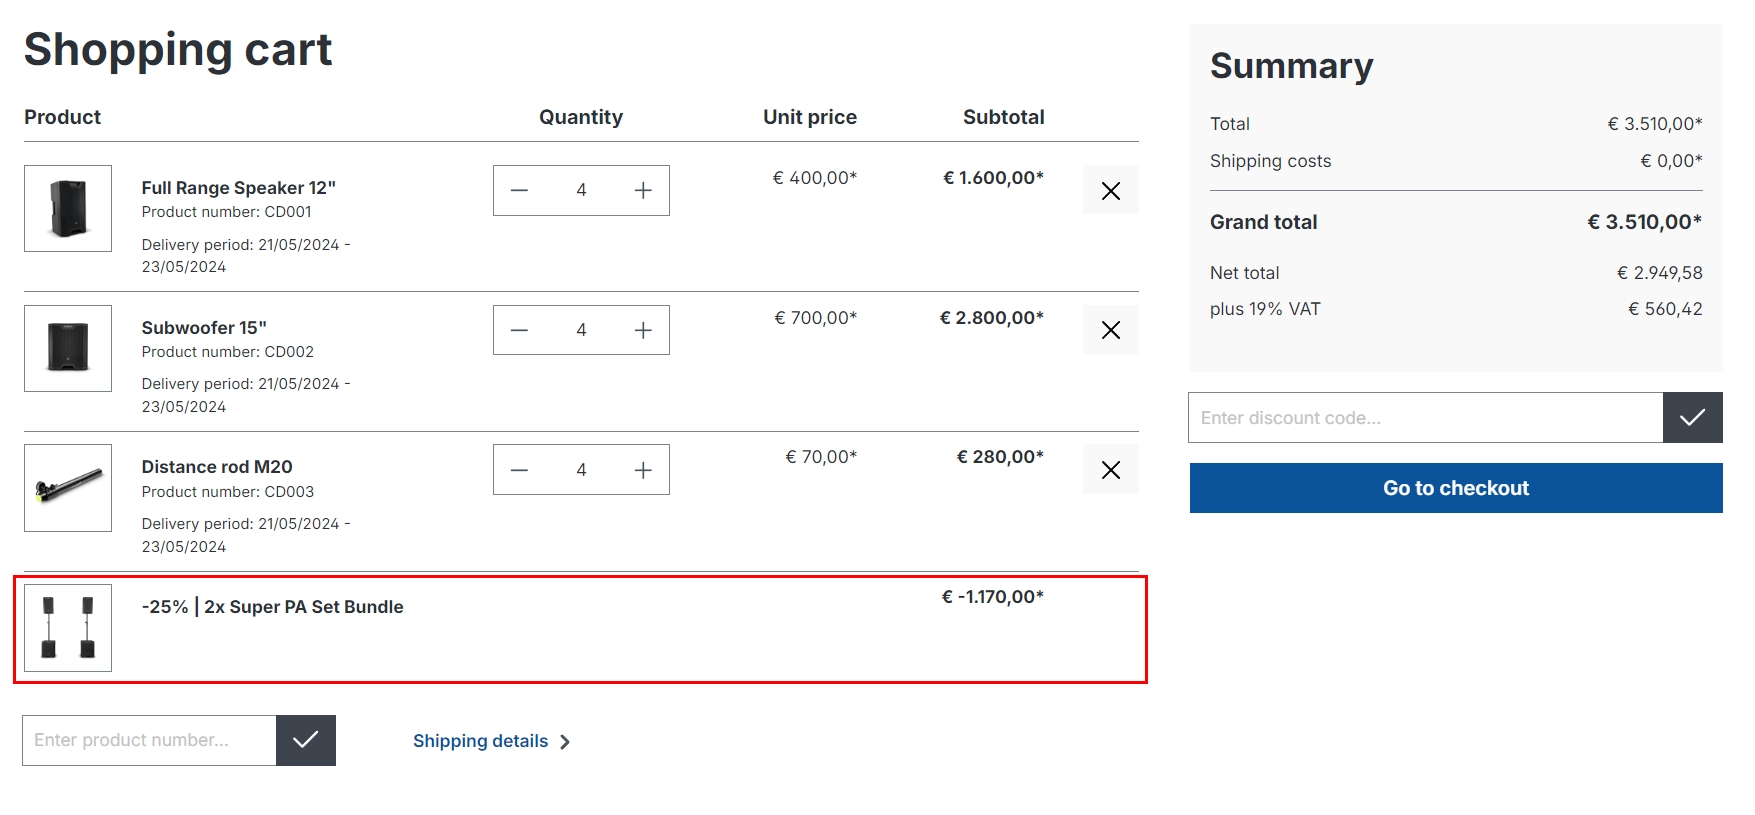 Shopping cart
Product Quantity Unit price Subtotal
Full Range Speaker 12" 4 € 400,00* € 1.600,00*
Product number: CD001
Delivery period: 21/05/2024 -
23/05/2024
Subwoofer 15" 4 € 700,00* € 2.800,00*
Product number: CD002
Delivery period: 21/05/2024 -
23/05/2024
Distance rod M20 4 € 70,00* € 280,00*
Product number: CD003
Delivery period: 21/05/2024 -
23/05/2024
-25% | 2x Super PA Set Bundle € -1.170,00*
Enter product number... Shipping details
Summary
Total € 3.510,00*
Shipping costs € 0,00*
Grand total € 3.510,00*
Net total € 2.949,58
plus 19% VAT € 560,42
Enter discount code...
Go to checkout